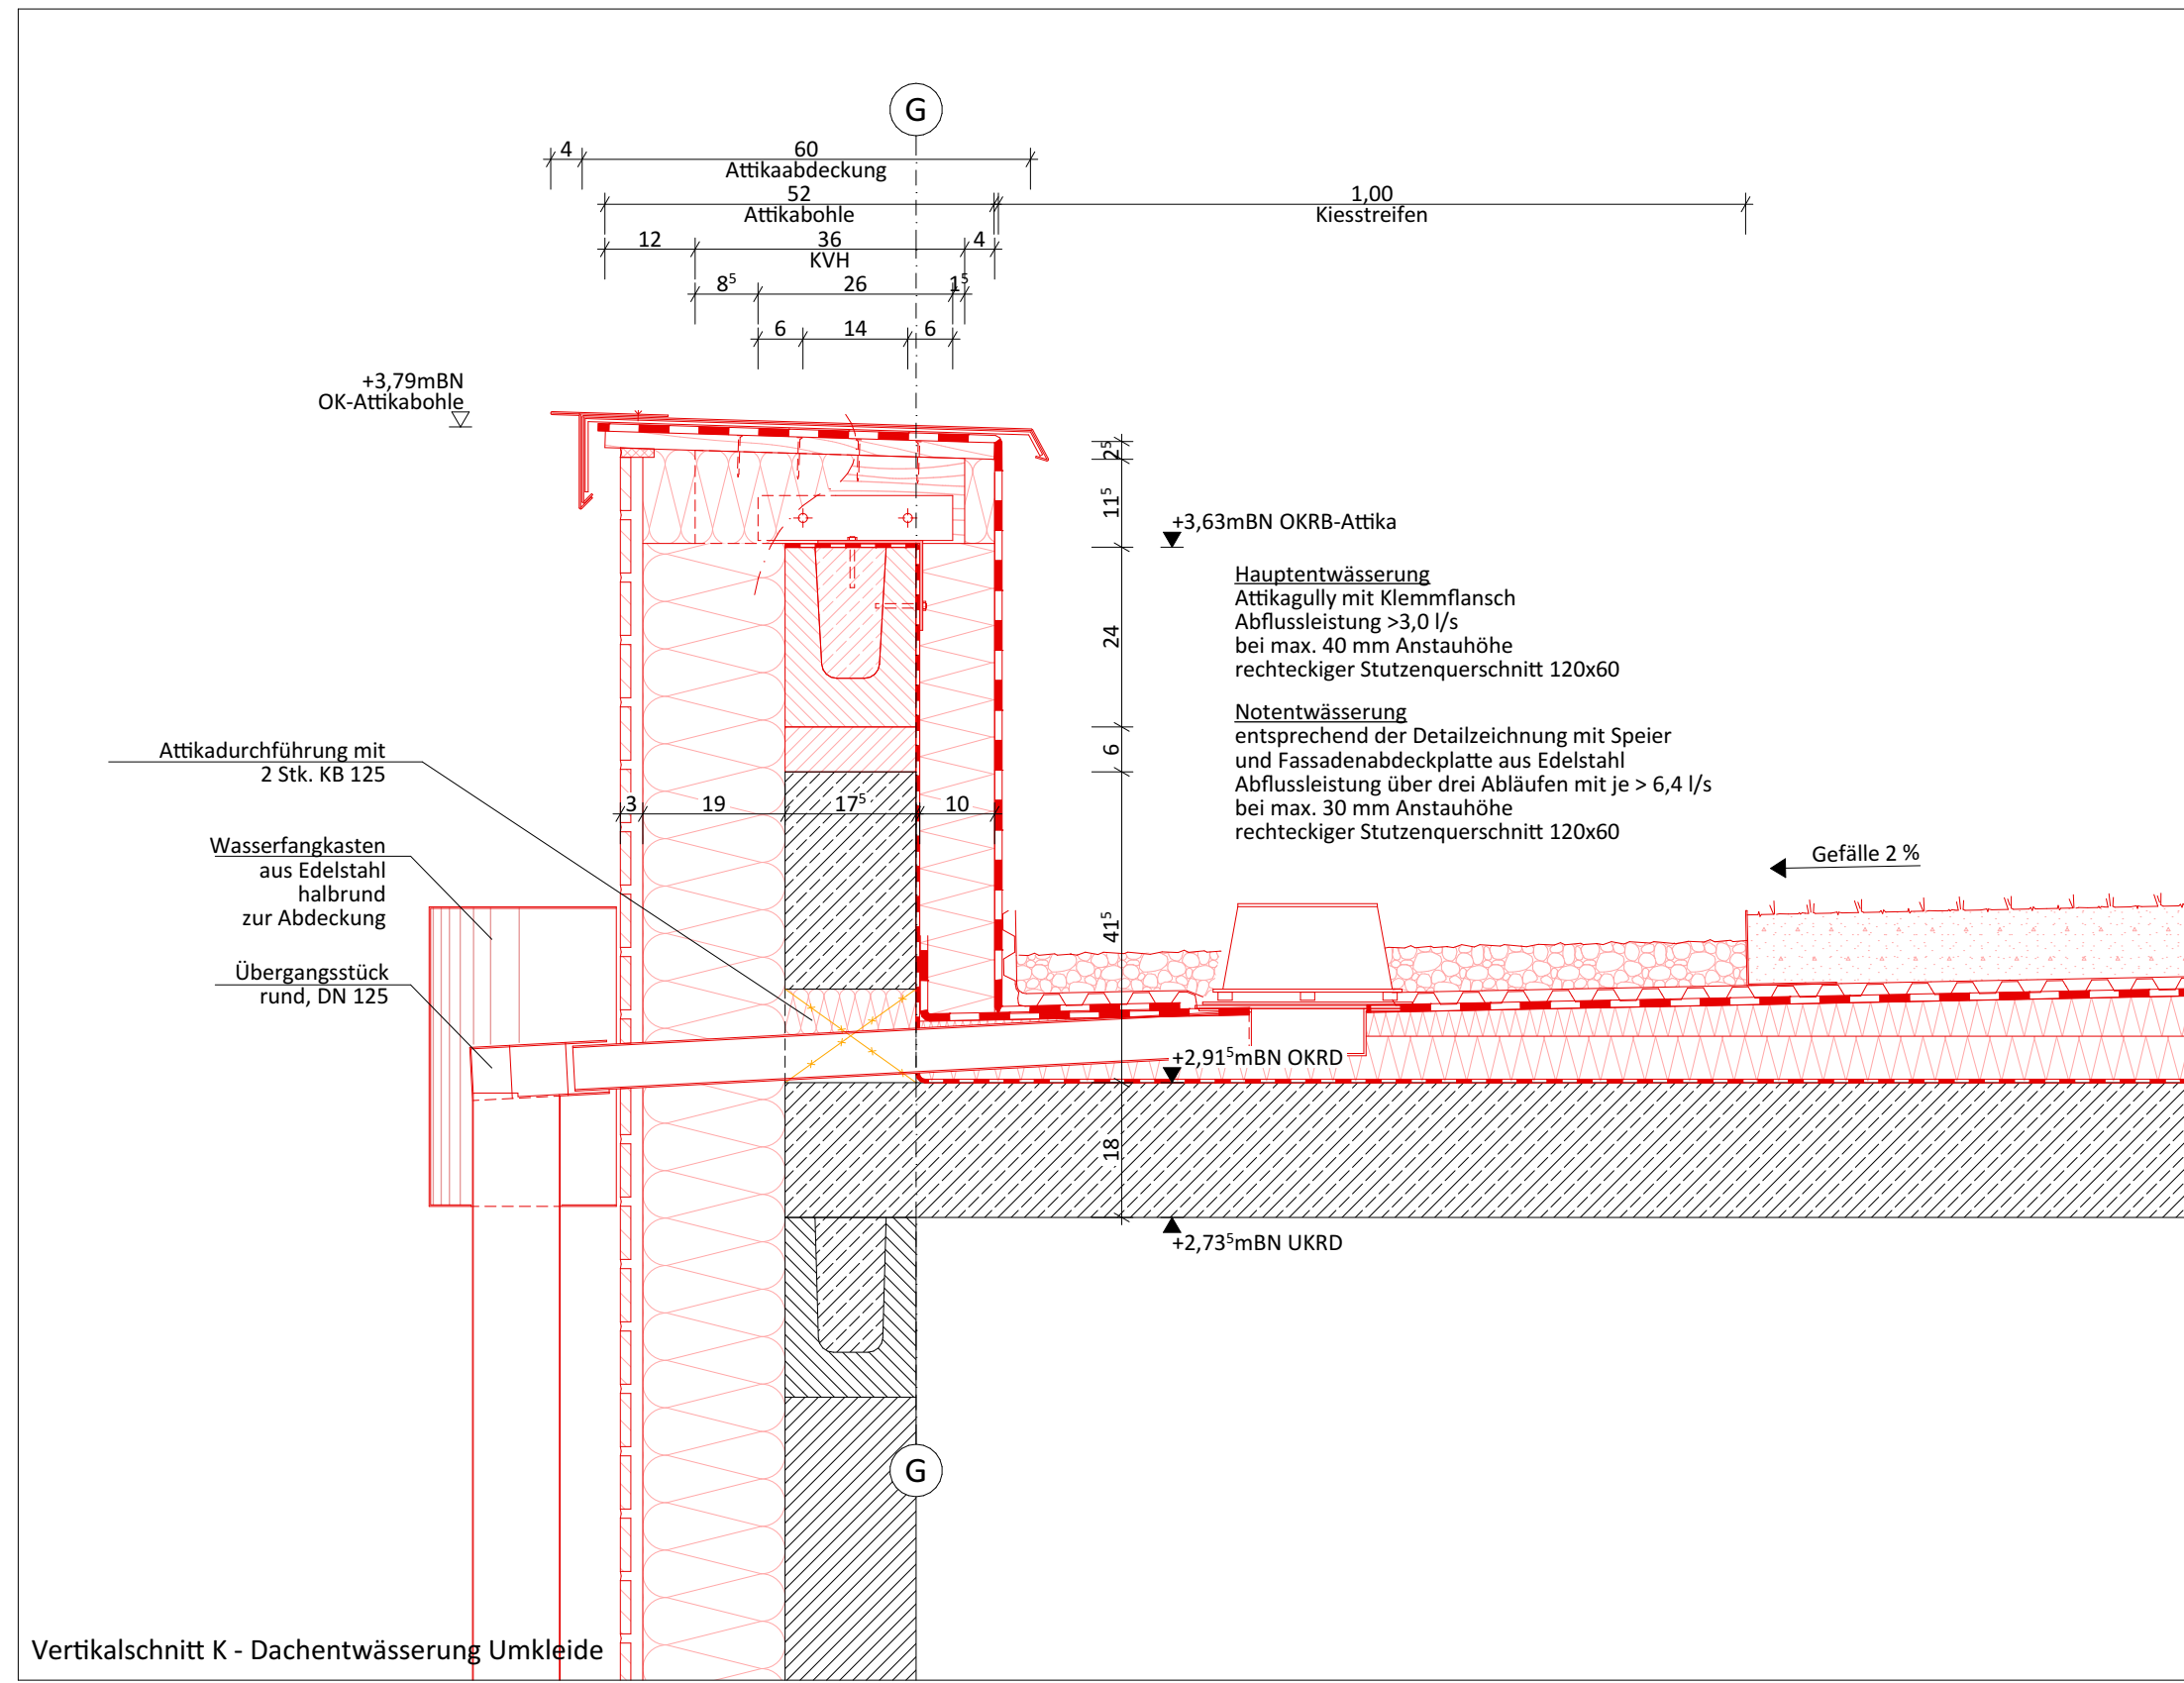 G
4 60
Attikaabdeckung
52 1,00
Attikabohle Kiesstreifen
12 36 4
KVH
8⁵ 26 1⁵
6 14 6
+3,79mBN
OK-Attikabohle
2⁵
11⁵
+3,63mBN OKRB-Attika
Hauptentwässerung
Attikagully mit Klemmflansch
Abflussleistung >3,0 l/s
bei max. 40 mm Anstauhöhe
rechteckiger Stutzenquerschnitt 120x60
24
Notentwässerung
entsprechend der Detailzeichnung mit Speier
und Fassadenabdeckplatte aus Edelstahl
Abflussleistung über drei Abläufen mit je > 6,4 l/s
bei max. 30 mm Anstauhöhe
rechteckiger Stutzenquerschnitt 120x60
6
Attikadurchführung mit
2 Stk. KB 125
3 19 17⁵ 10
Wasserfangkasten
aus Edelstahl
halbrund
zur Abdeckung
Gefälle 2 %
41⁵
Übergangsstück
rund, DN 125
+2,91⁵mBN OKRD
18
+2,73⁵mBN UKRD
G
Vertikalschnitt K - Dachentwässerung Umkleide